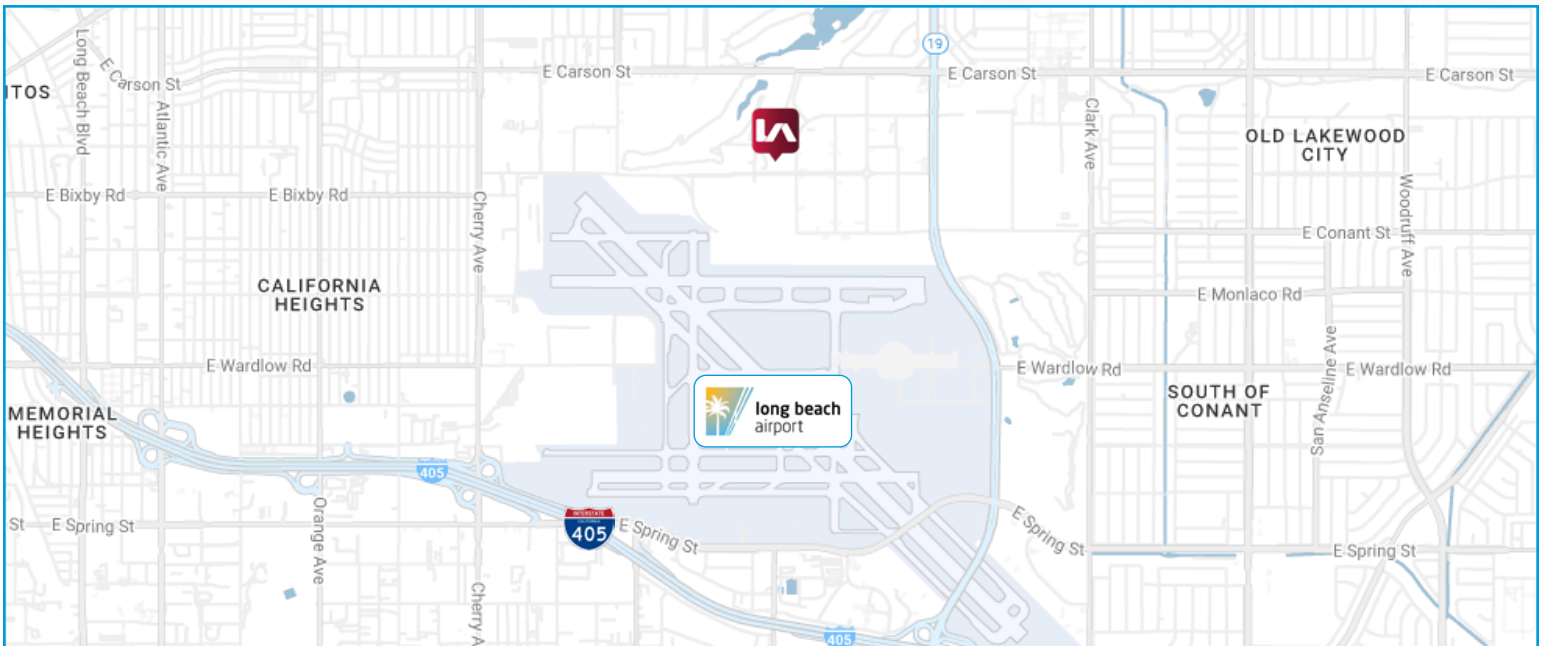 19
E Carson St
E Carson St
E Carson St
E Carson St
ITOS
Long Beach Blvd
Atlantic Ave
LA
Clark Ave
OLD LAKEWOOD
CITY
E Bixby Rd
E Bixby Rd
Cherry Ave
Woodruff Ave
E Conant St
CALIFORNIA
HEIGHTS
E Monlaco Rd
E Wardlow Rd
E Wardlow Rd
E Wardlow Rd
San Anseline Ave
SOUTH OF
CONANT
MEMORIAL
HEIGHTS
long beach
airport
405
Orange Ave
INTERSTATE
CALIFORNIA
405
St
E Spring St
E Spring St
E Spring St
E Spring St
Cherry A
405